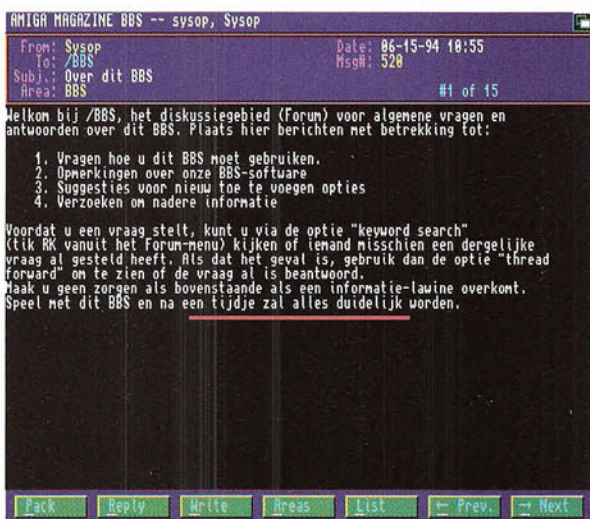 AMIGA MAGAZINE BBS -- sysop, Sysop
From: Sysop Date: 06-15-94 10:55
To: /BBS Msg#: 520
Subj.: Over dit BBS
Area: BBS #1 of 15
Welkom bij /BBS, het diskussiegebied (Forum) voor algemene vragen en
antwoorden over dit BBS. Plaats hier berichten met betrekking tot:
1. Vragen hoe u dit BBS moet gebruiken.
2. Opmerkingen over onze BBS-software
3. Suggesties voor nieuw toe te voegen opties
4. Verzoeken om nadere informatie
Voordat u een vraag stelt, kunt u via de optie "keyword search"
(tik RK vanuit het Forum-menu) kijken of iemand misschien een dergelijke
vraag al gesteld heeft. Als dat het geval is, gebruik dan de optie "thread
forward" om te zien of de vraag al is beantwoord.
Maak u geen zorgen als bovenstaande als een informatie-lawine overkomt.
Speel met dit BBS en na een tijdje zal alles duidelijk worden.
Pack Reply Write Areas List ← Prev. → Next